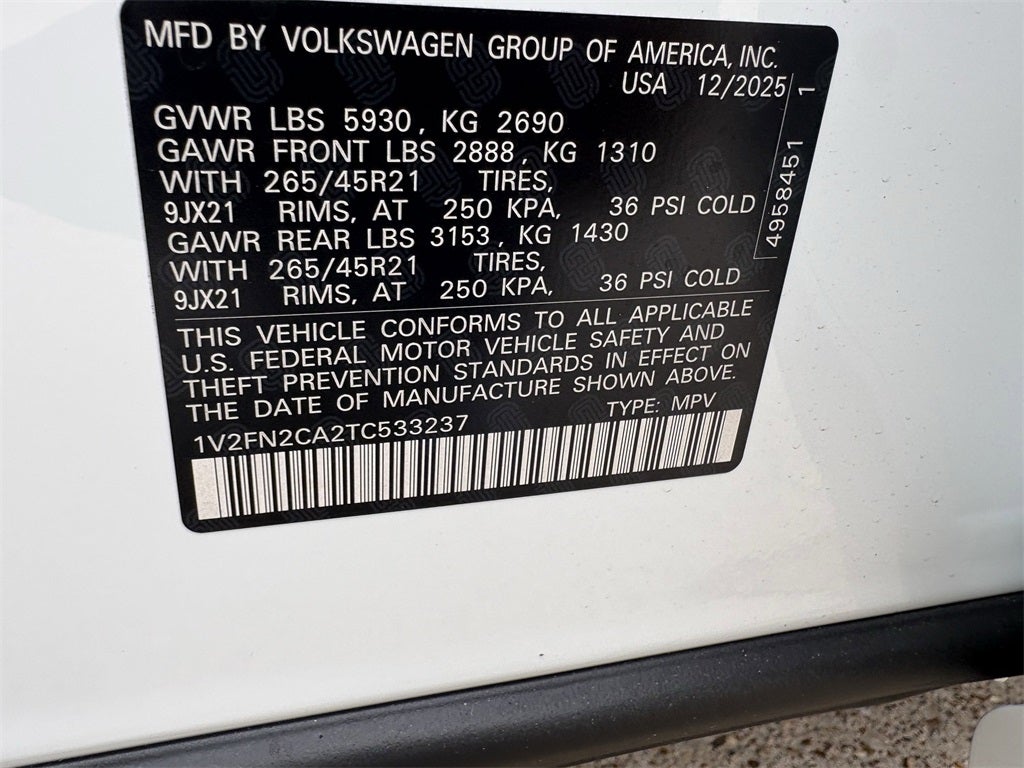 MFD BY VOLKSWAGEN GROUP OF AMERICA, INC.
USA 12/2025
GVWR LBS 5930, KG 2690
GAWR FRONT LBS 2888, KG 1310
WITH 265/45R21 TIRES,
9JX21 RIMS, AT 250 KPA, 36 PSI COLD
GAWR REAR LBS 3153, KG 1430
WITH 265/45R21 TIRES,
9JX21 RIMS, AT 250 KPA, 36 PSI COLD
THIS VEHICLE CONFORMS TO ALL APPLICABLE
U.S. FEDERAL MOTOR VEHICLE SAFETY AND
THEFT PREVENTION STANDARDS IN EFFECT ON
THE DATE OF MANUFACTURE SHOWN ABOVE.
1V2FN2CA2TC533237 TYPE: MPV
4958451 1